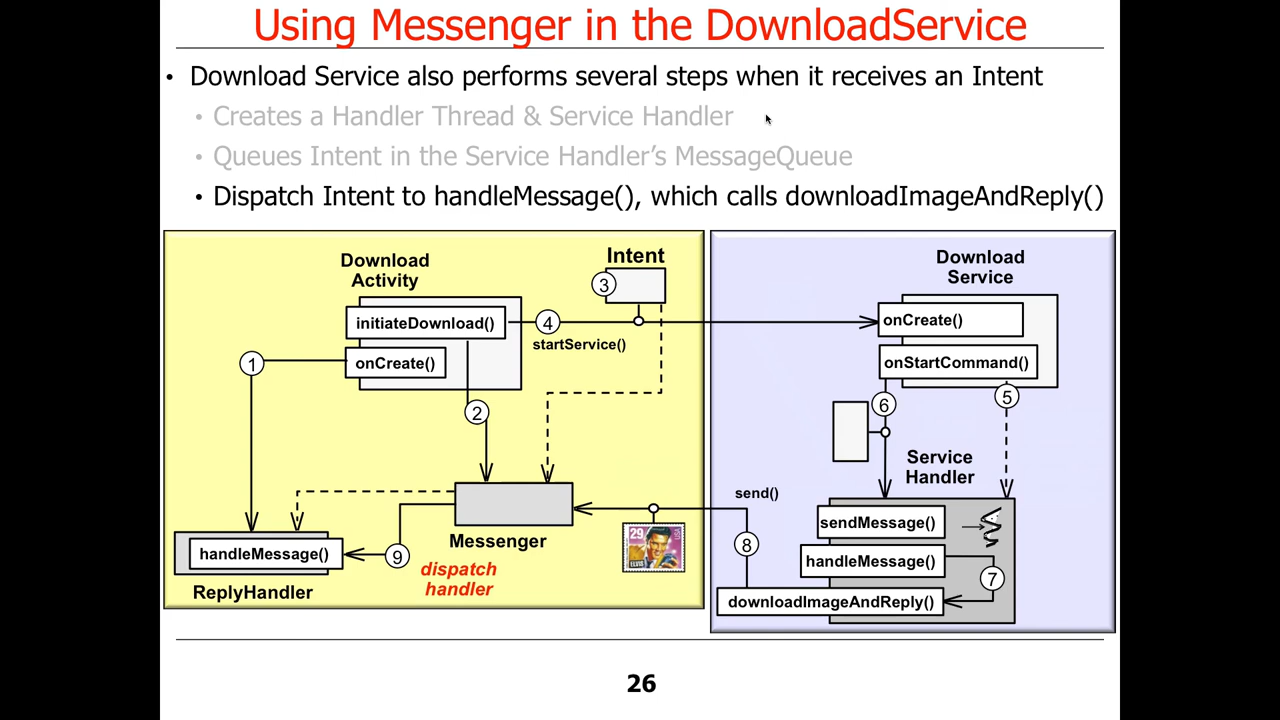 Using Messenger in the DownloadService
• Download Service also performs several steps when it receives an Intent
• Creates a Handler Thread & Service Handler
• Queues Intent in the Service Handler’s MessageQueue
• Dispatch Intent to handleMessage(), which calls downloadImageAndReply()
Download
Activity
Intent
3
initiateDownload()
4
startService()
onCreate()
1
2
Messenger
handleMessage()
9
dispatch
handler
ReplyHandler
29
USA
ELVIS
Download
Service
onCreate()
onStartCommand()
6
5
Service
Handler
send()
sendMessage()
8
handleMessage()
7
downloadImageAndReply()
26